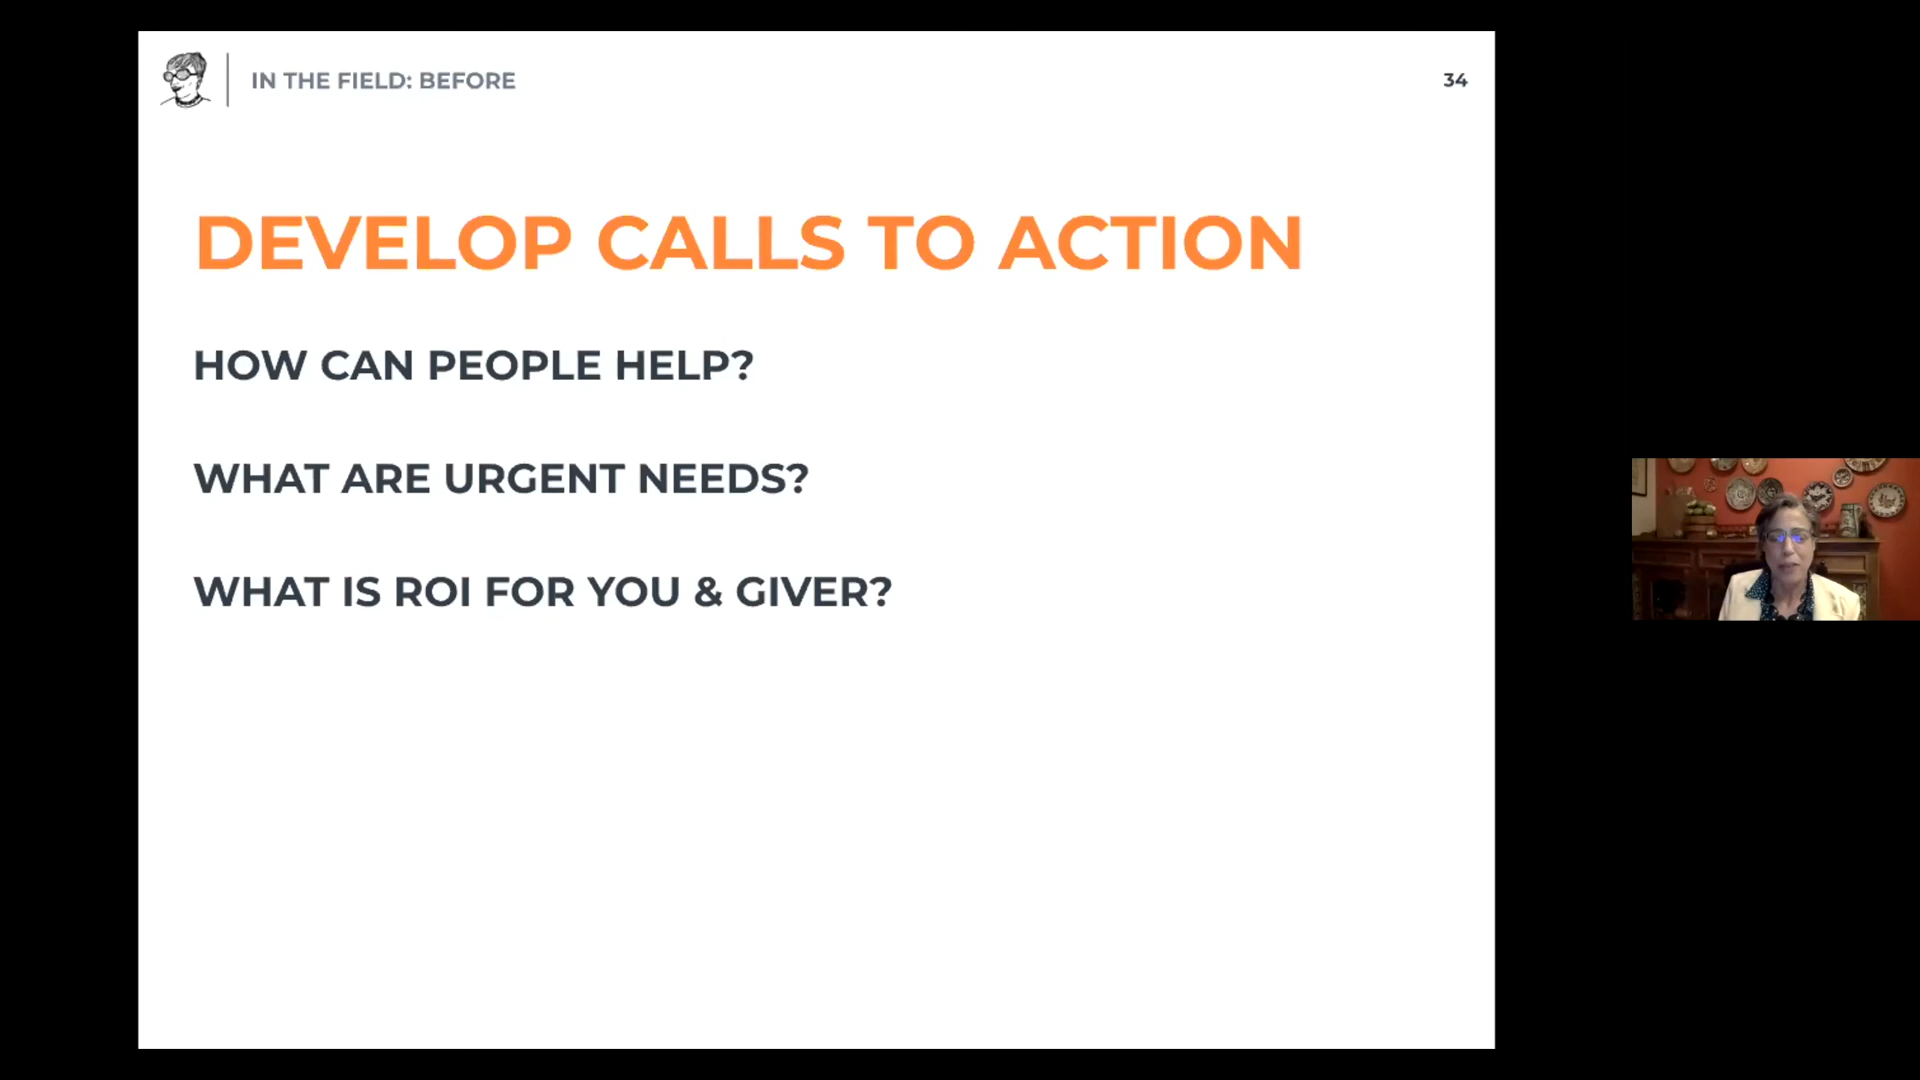 IN THE FIELD: BEFORE
34
DEVELOP CALLS TO ACTION
HOW CAN PEOPLE HELP?
WHAT ARE URGENT NEEDS?
WHAT IS ROI FOR YOU & GIVER?